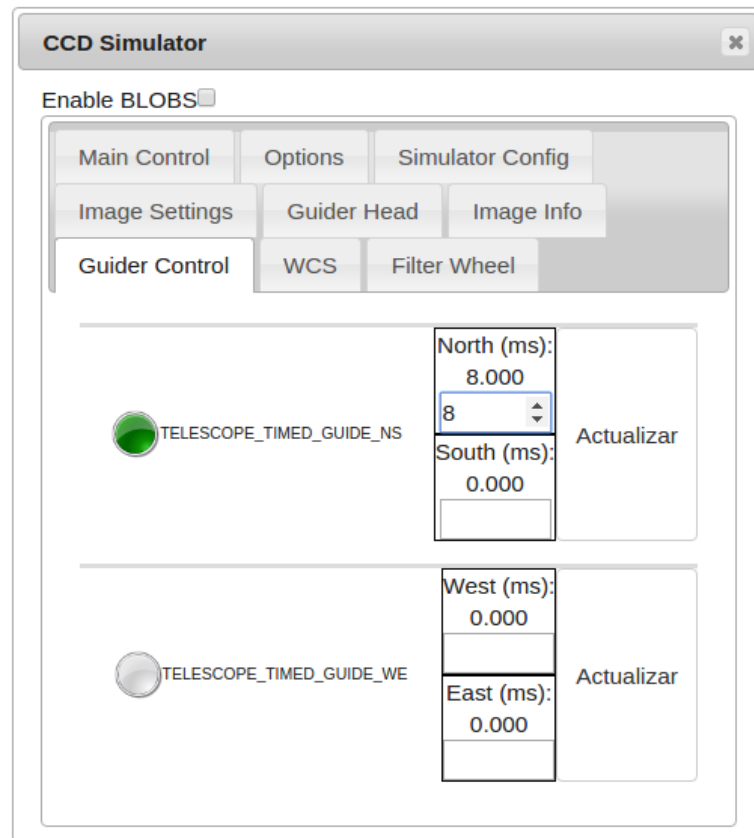 CCD Simulator
Enable BLOBS
Main Control Options Simulator Config
Image Settings Guider Head Image Info
Guider Control WCS Filter Wheel
TELESCOPE_TIMED_GUIDE_NS
North (ms):
8.000
8
South (ms):
0.000
Actualizar
TELESCOPE_TIMED_GUIDE_WE
West (ms):
0.000
East (ms):
0.000
Actualizar